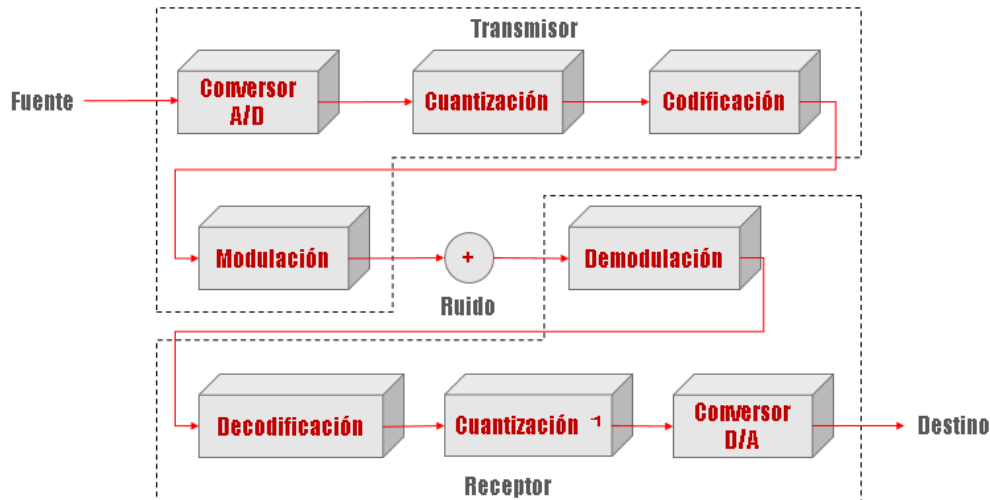 Transmisor
Fuente
Conversor
A/D
Cuantización
Codificación
Modulación
+
Ruido
Demodulación
Decodificación
Cuantización ⁻¹
Conversor
D/A
Destino
Receptor